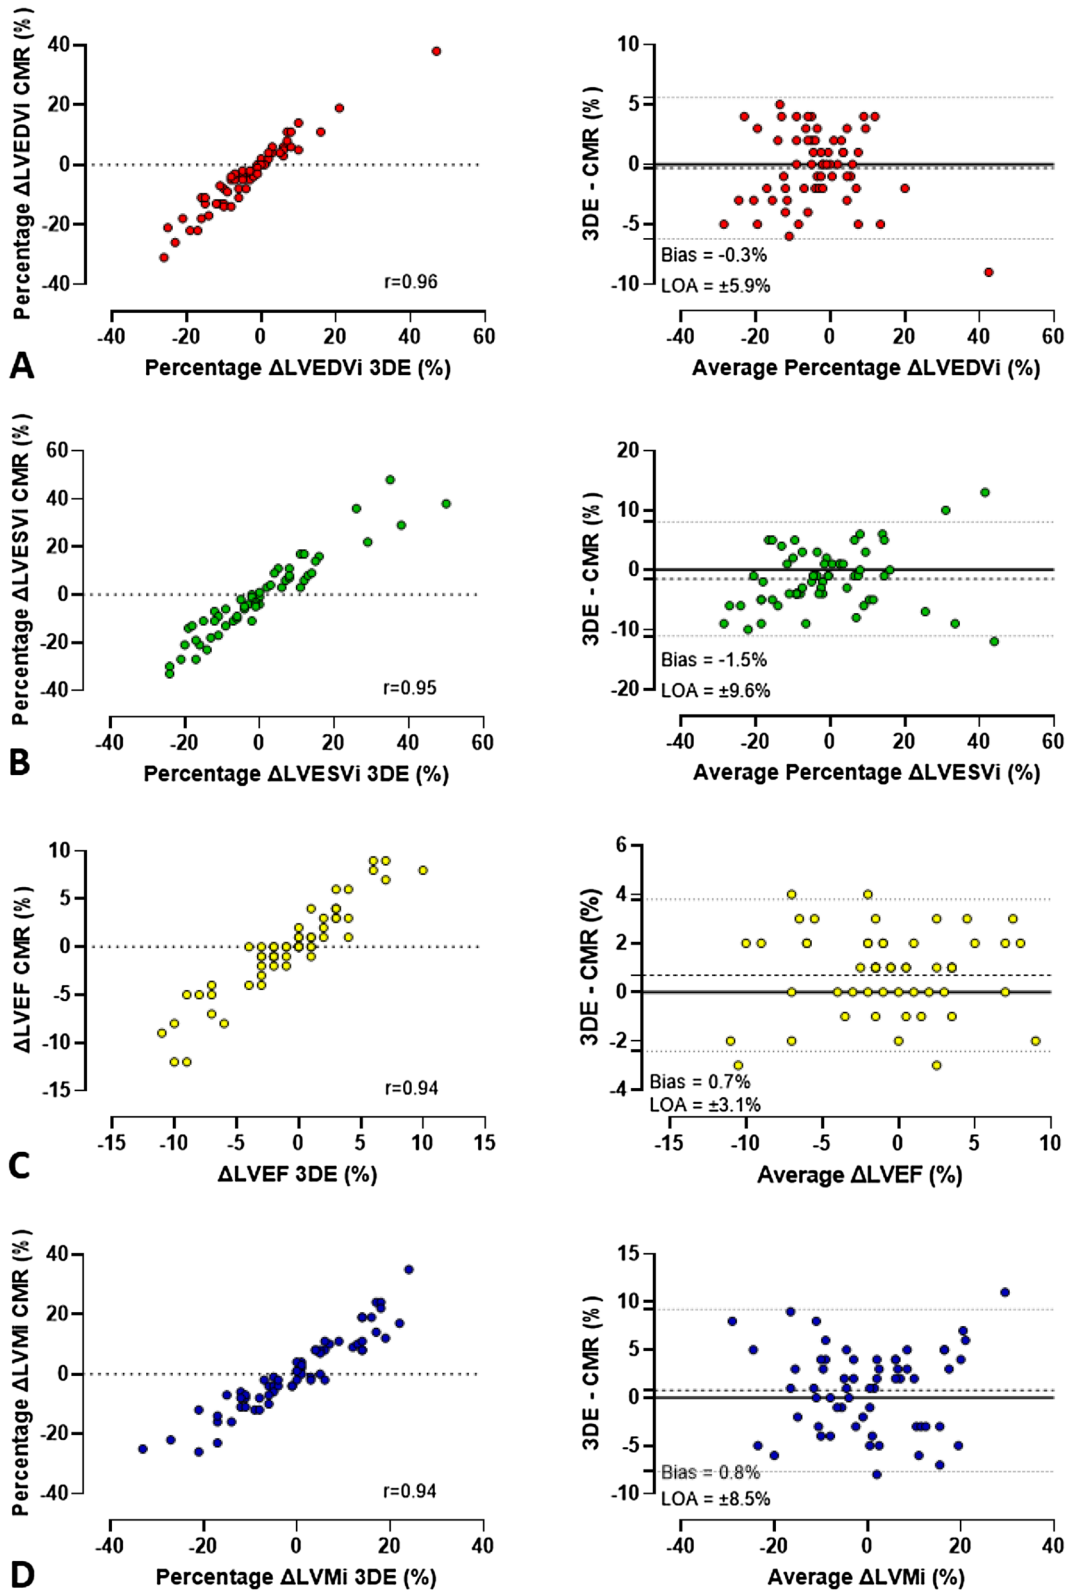 Percentage ΔLVEDVi CMR (%)
40
20
0
-20
-40
r=0.96
-40
-20
0
20
40
60
Percentage ΔLVEDVi 3DE (%)
3DE - CMR (%)
10
5
0
-5
-10
Bias = -0.3%
LOA = ±5.9%
-40
-20
0
20
40
60
Average Percentage ΔLVEDVi (%)
A
Percentage ΔLVESVi CMR (%)
60
40
20
0
-20
-40
r=0.95
-40
-20
0
20
40
60
Percentage ΔLVESVi 3DE (%)
3DE - CMR (%)
20
10
0
-10
-20
Bias = -1.5%
LOA = ±9.6%
-40
-20
0
20
40
60
Average Percentage ΔLVESVi (%)
B
ΔLVEF CMR (%)
10
5
0
-5
-10
-15
r=0.94
-15
-10
-5
0
5
10
15
ΔLVEF 3DE (%)
3DE - CMR (%)
6
4
2
0
-2
-4
Bias = 0.7%
LOA = ±3.1%
-15
-10
-5
0
5
10
Average ΔLVEF (%)
C
Percentage ΔLVMi CMR (%)
40
20
0
-20
-40
r=0.94
-40
-20
0
20
40
Percentage ΔLVMi 3DE (%)
3DE - CMR (%)
15
10
5
0
-5
-10
Bias = 0.8%
LOA = ±8.5%
-40
-20
0
20
40
Average ΔLVMi (%)
D